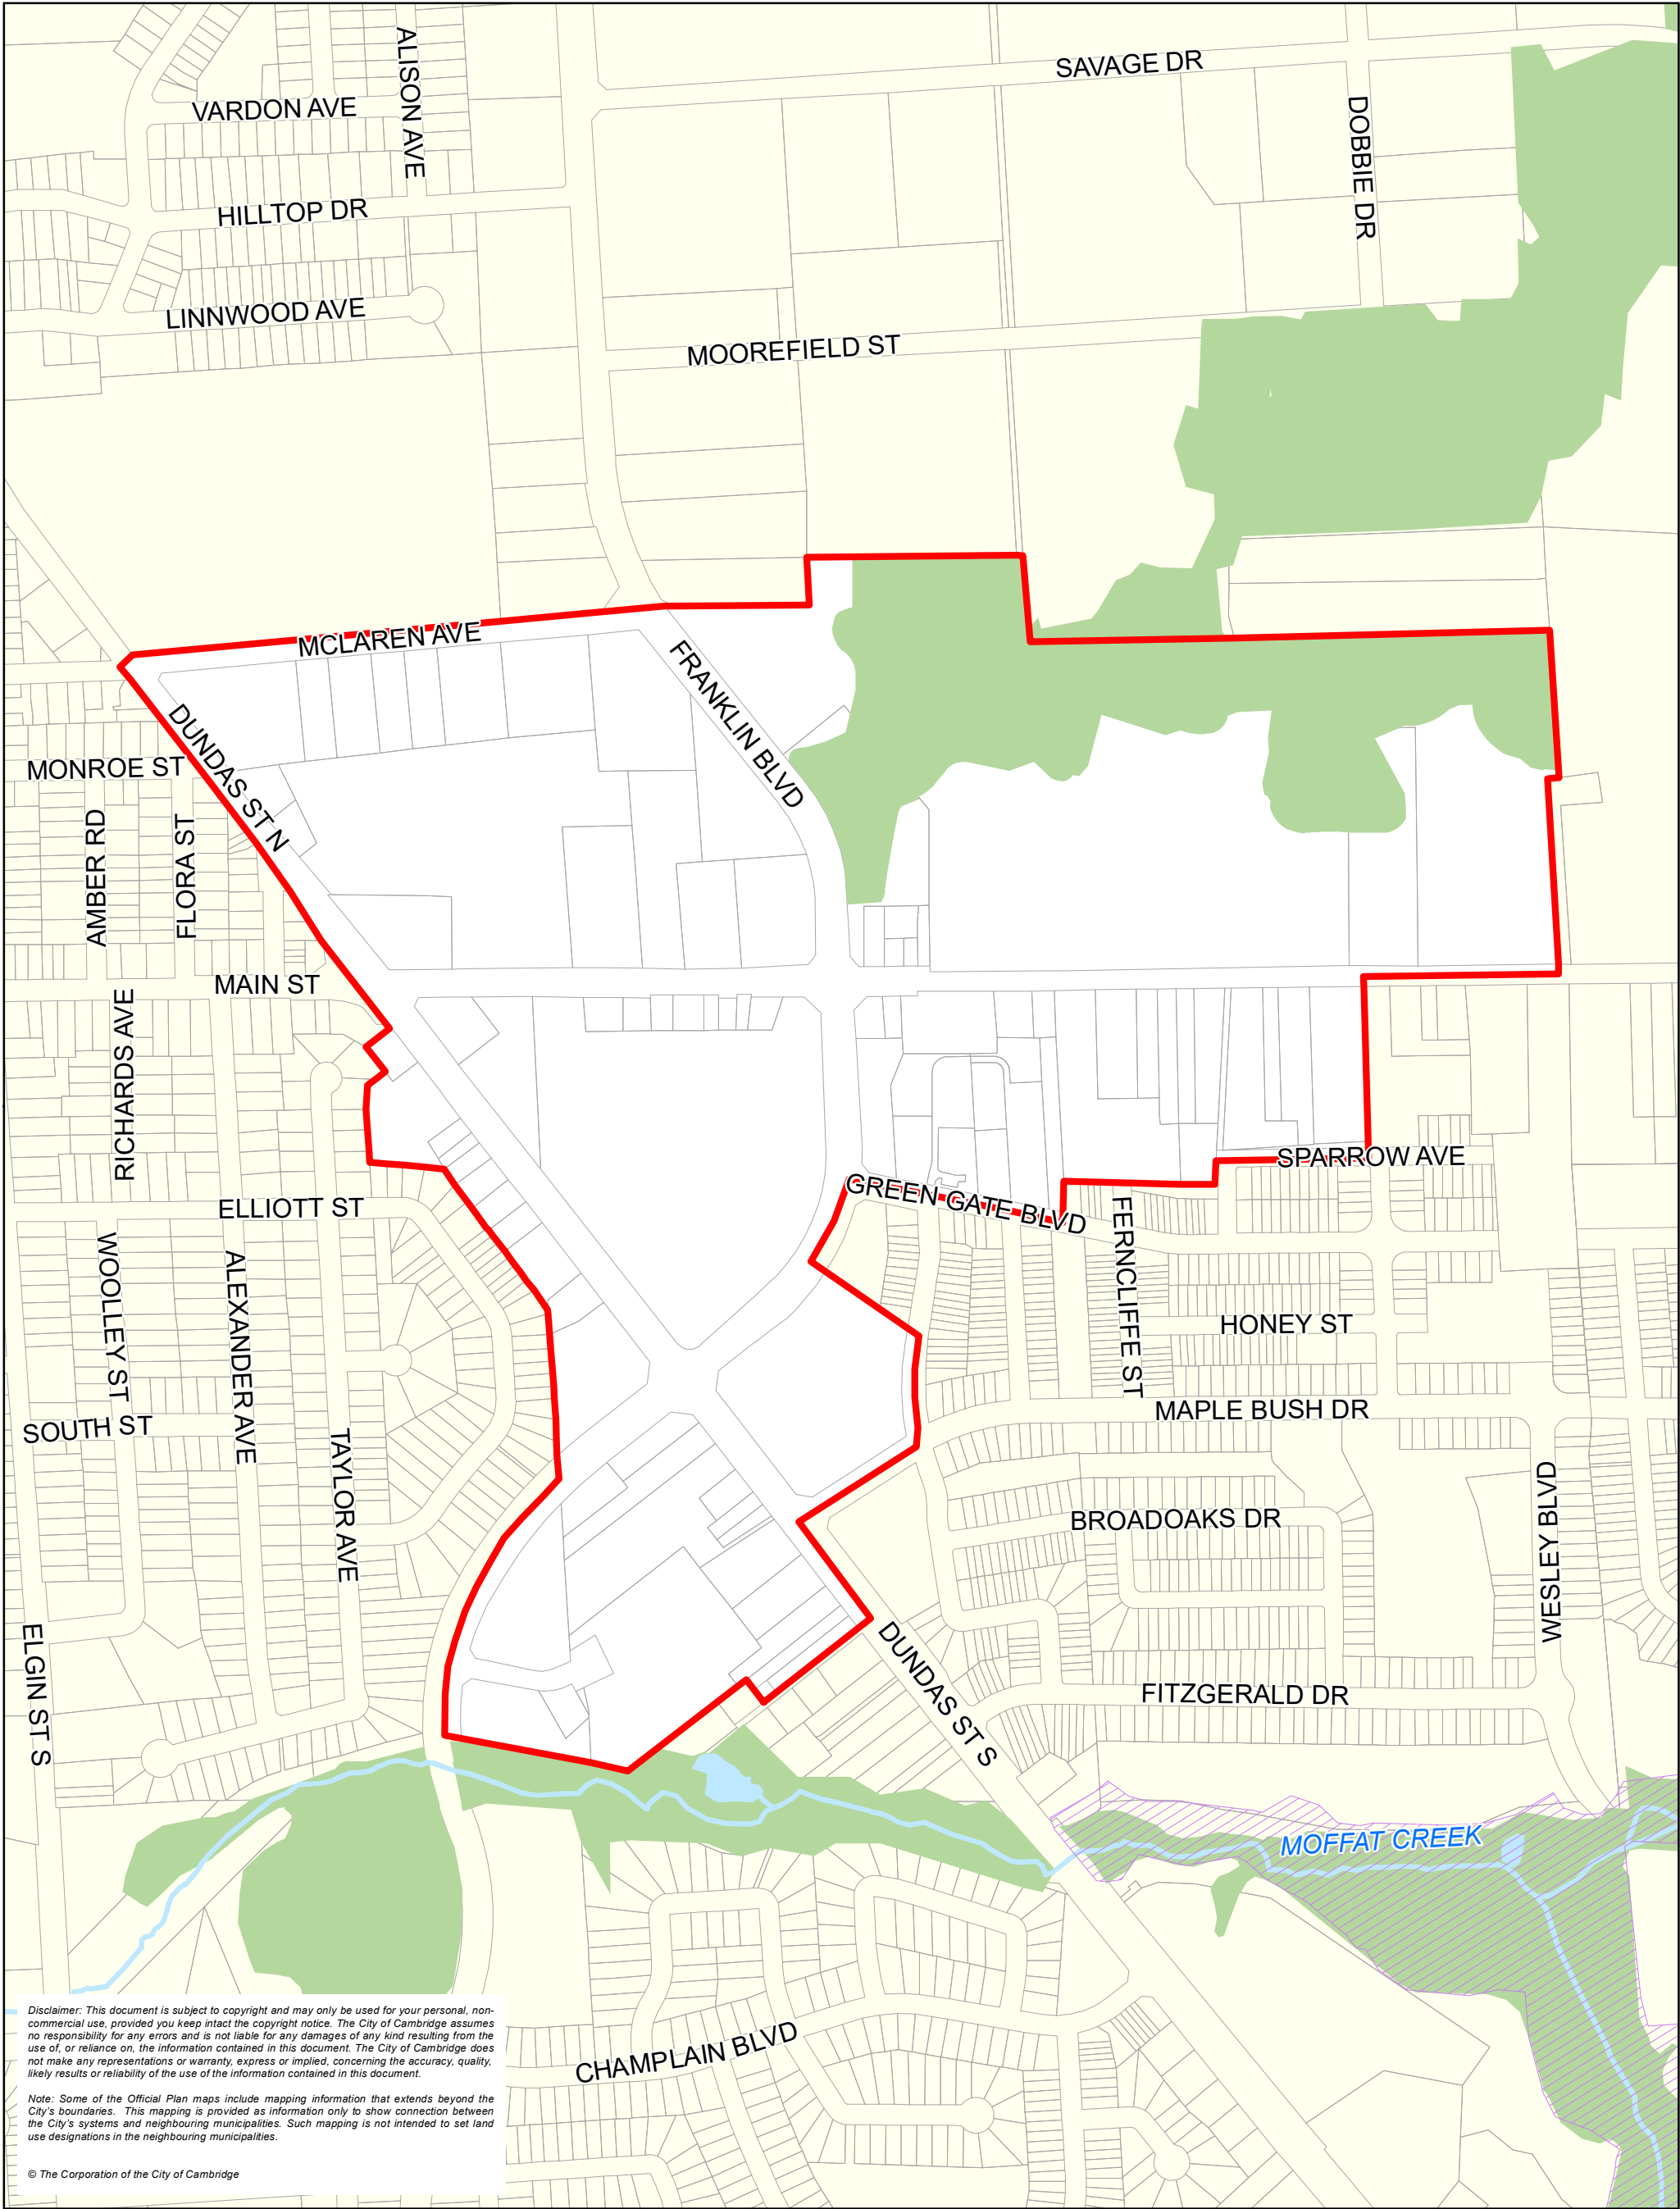 ALISON AVE
SAVAGE DR
VARDON AVE
DOBBIE DR
HILLTOP DR
LINNWOOD AVE
MOOREFIELD ST
MCLAREN AVE
FRANKLIN BLVD
DUNDAS ST N
MONROE ST
AMBER RD
FLORA ST
MAIN ST
RICHARDS AVE
SPARROW AVE
GREEN GATE BLVD
ELLIOTT ST
FERNCLIFFE ST
WOOLLEY ST
ALEXANDER AVE
HONEY ST
MAPLE BUSH DR
SOUTH ST
TAYLOR AVE
WESLEY BLVD
BROADOAKS DR
ELGIN ST S
DUNDAS ST S
FITZGERALD DR
MOFFAT CREEK
CHAMPLAIN BLVD
Disclaimer: This document is subject to copyright and may only be used for your personal, non-
commercial use, provided you keep intact the copyright notice. The City of Cambridge assumes
no responsibility for any errors and is not liable for any damages of any kind resulting from the
use of, or reliance on, the information contained in this document. The City of Cambridge does
not make any representations or warranty, express or implied, concerning the accuracy, quality,
likely results or reliability of the use of the information contained in this document.
Note: Some of the Official Plan maps include mapping information that extends beyond the
City's boundaries. This mapping is provided as information only to show connection between
the City's systems and neighbouring municipalities. Such mapping is not intended to set land
use designations in the neighbouring municipalities.
© The Corporation of the City of Cambridge